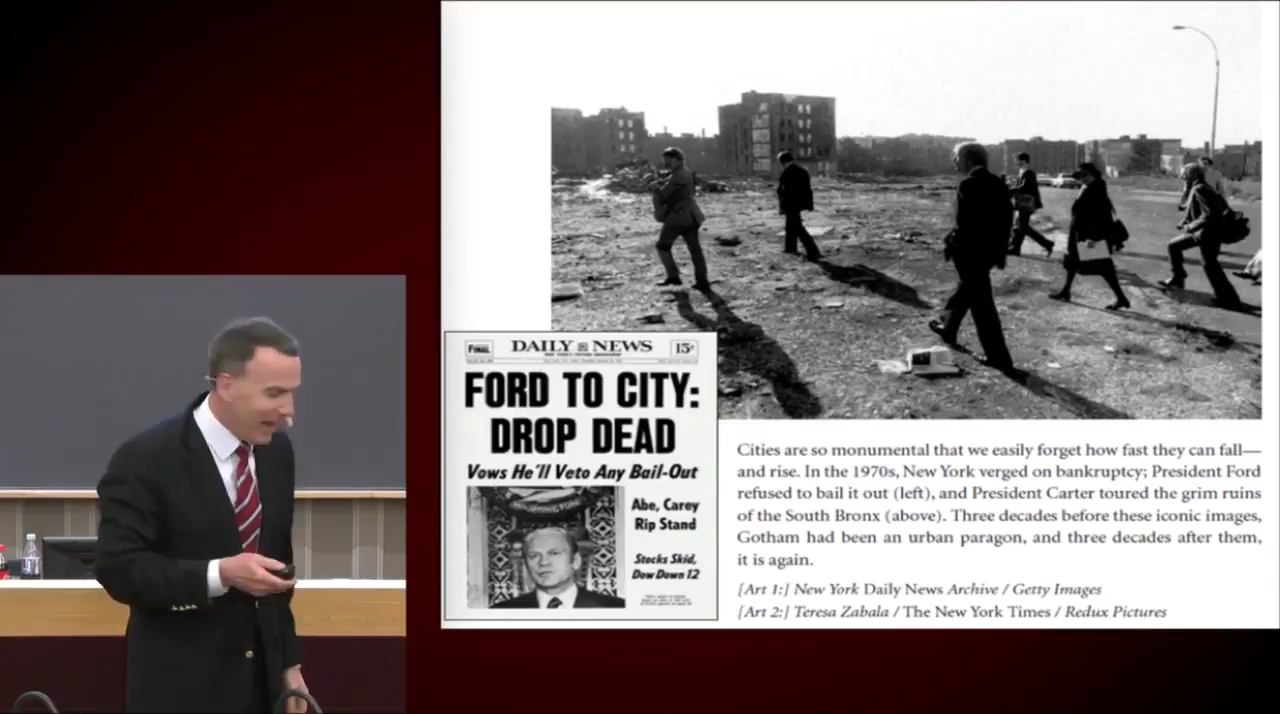 FINAL
DAILY NEWS
15¢
FORD TO CITY:
DROP DEAD
Vows He'll Veto Any Bail-Out
Abe, Carey
Rip Stand
Stocks Skid,
Dow Down 12
Cities are so monumental that we easily forget how fast they can fall—
and rise. In the 1970s, New York verged on bankruptcy; President Ford
refused to bail it out (left), and President Carter toured the grim ruins
of the South Bronx (above). Three decades before these iconic images,
Gotham had been an urban paragon, and three decades after them,
it is again.
[Art 1:] New York Daily News Archive / Getty Images
[Art 2:] Teresa Zabala / The New York Times / Redux Pictures